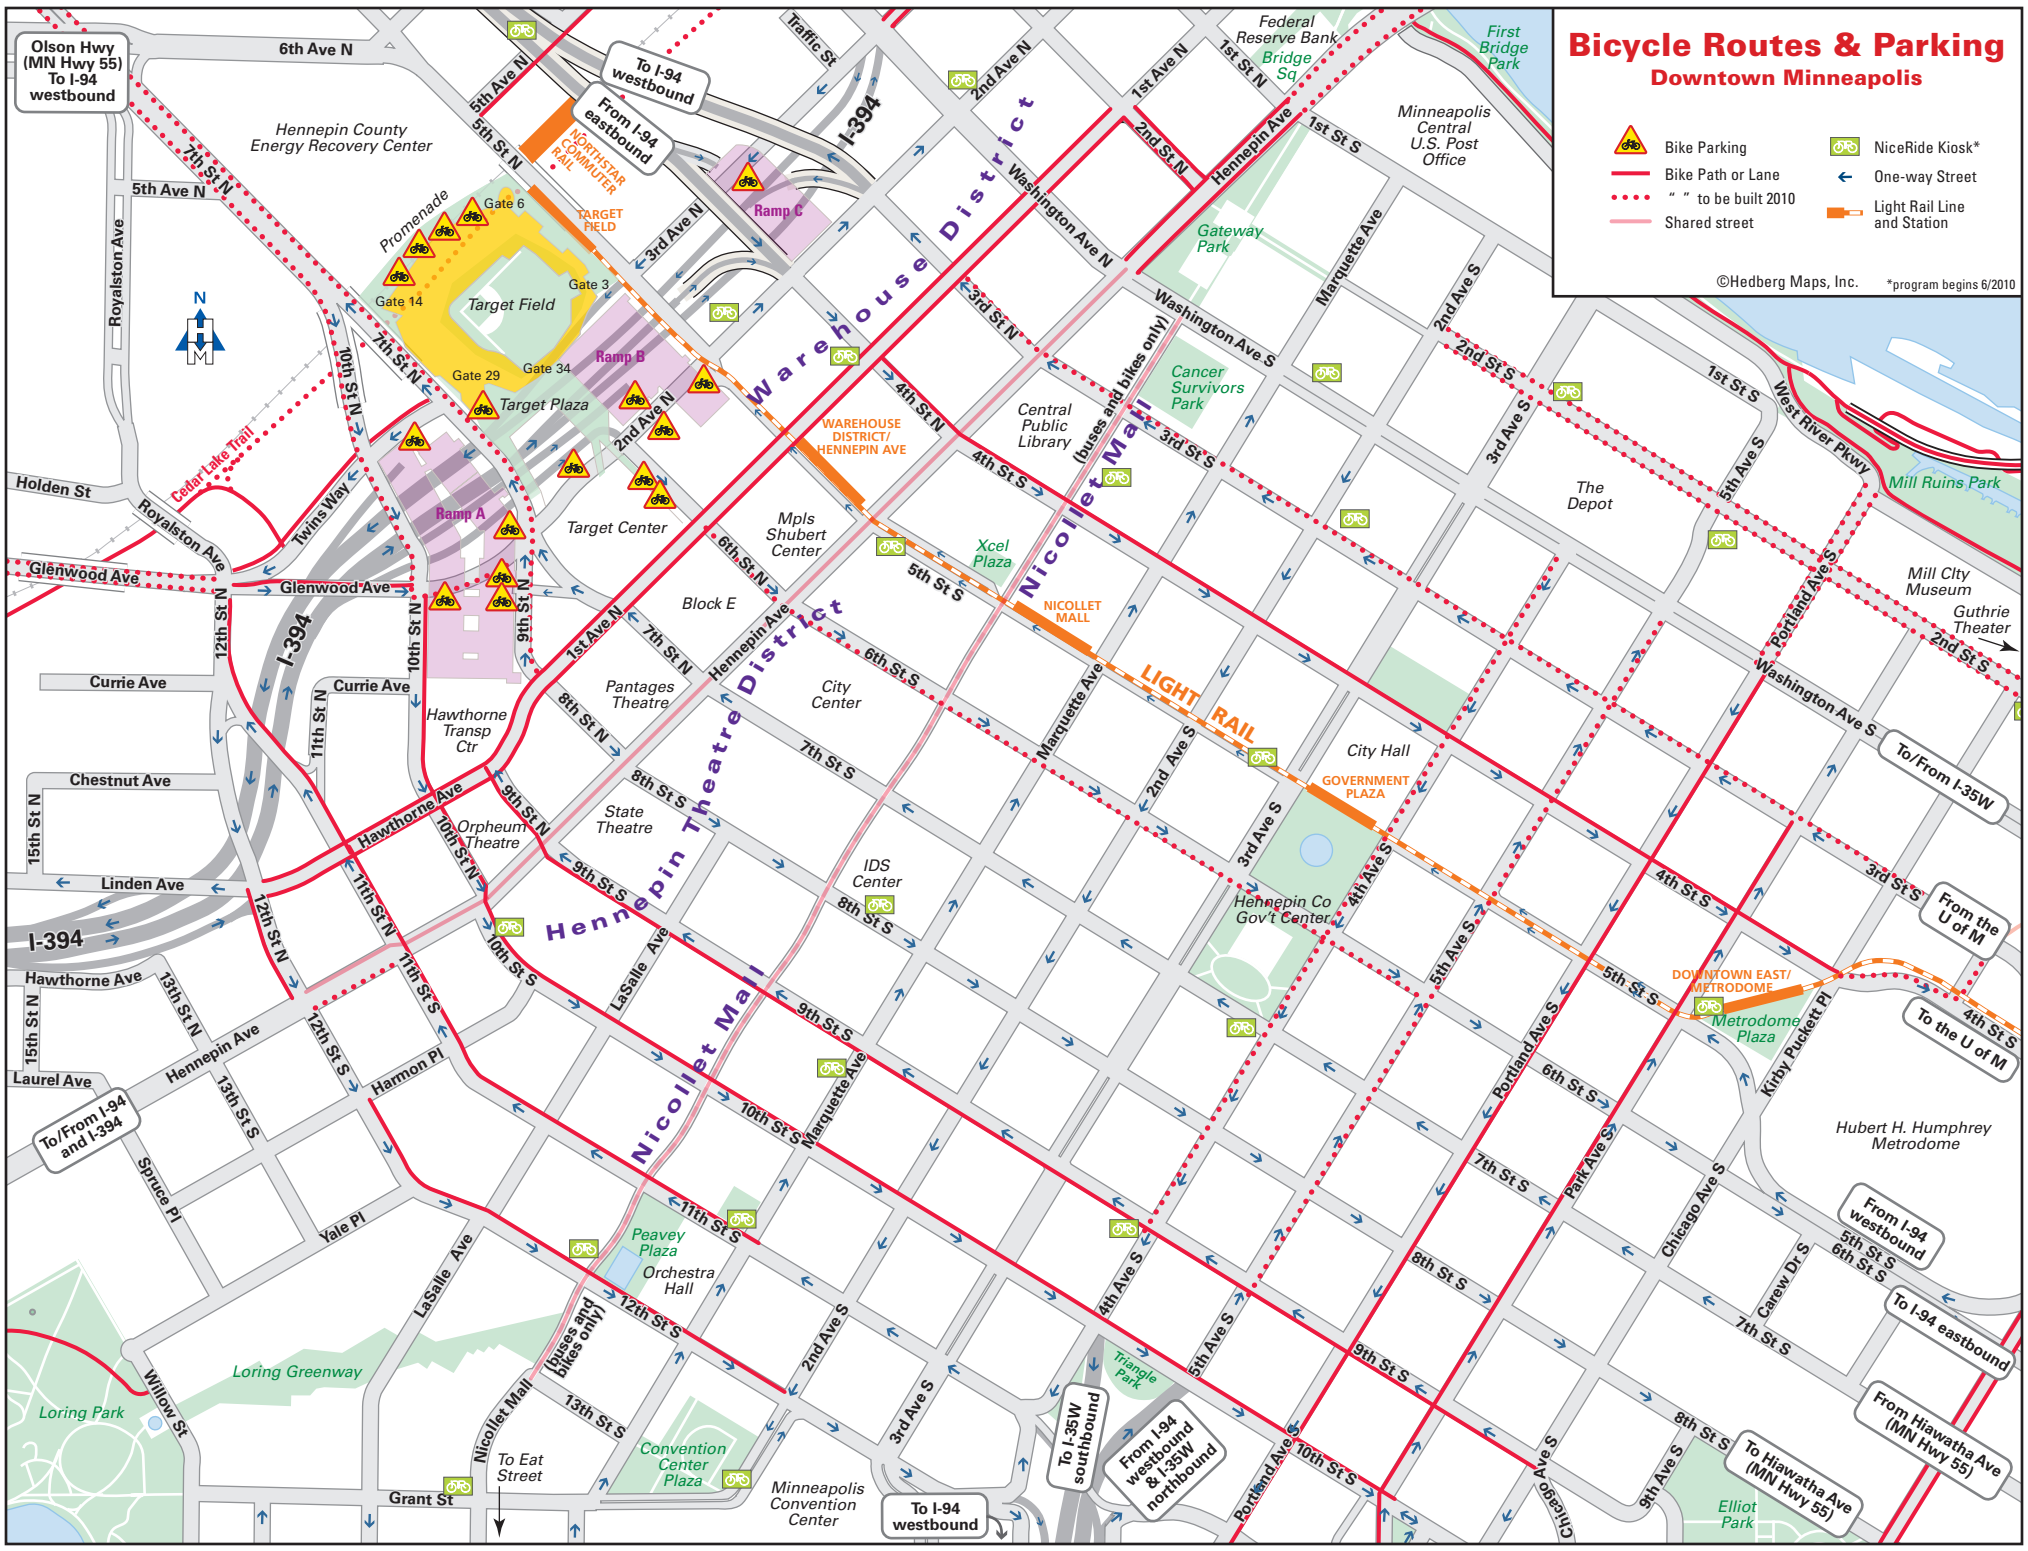 Bicycle Routes & Parking
Downtown Minneapolis
Bike Parking
Bike Path or Lane
“ ” to be built 2010
Shared street
NiceRide Kiosk*
One-way Street
Light Rail Line
and Station
©Hedberg Maps, Inc.
*program begins 6/2010
Olson Hwy
(MN Hwy 55)
To I-94
westbound
6th Ave N
5th Ave N
To I-94
westbound
From I-94
eastbound
Traffic St
I-394
2nd Ave N
1st Ave N
1st St N
Federal
Reserve Bank
Bridge
Sq
First
Bridge
Park
Minneapolis
Central
U.S. Post
Office
1st St S
Hennepin Ave
2nd St N
Hennepin County
Energy Recovery Center
7th St N
5th St N
NORTHSTAR
COMMUTER
RAIL
5th Ave N
Royalston Ave
Promenade
Gate 6
TARGET
FIELD
3rd Ave N
Ramp C
Washington Ave N
Warehouse District
Gateway
Park
Marquette Ave
2nd Ave S
Gate 14
Target Field
Gate 3
Gate 34
Gate 29
Target Plaza
Ramp B
2nd Ave N
N
H
M
10th St N
7th St N
3rd St N
Washington Ave S
(buses and bikes only)
Cancer
Survivors
Park
2nd St S
1st St S
West River Pkwy
Mill Ruins Park
4th St N
Central
Public
Library
Nicollet Mall
3rd St S
3rd Ave S
5th Ave S
The
Depot
WAREHOUSE
DISTRICT/
HENNEPIN AVE
4th St S
Cedar Lake Trail
Holden St
Royalston Ave
Twins Way
Ramp A
Target Center
Mpls
Shubert
Center
Xcel
Plaza
6th St N
5th St S
NICOLLET
MALL
Glenwood Ave
Glenwood Ave
12th St N
10th St N
9th St N
I-394
Block E
1st Ave N
7th St N
Hennepin Ave
Hennepin Theatre District
6th St S
LIGHT RAIL
Portland Ave S
Mill CIty
Museum
Guthrie
Theater
2nd St S
Washington Ave S
To/From I-35W
Currie Ave
Currie Ave
11th St N
Hawthorne
Transp
Ctr
8th St N
Pantages
Theatre
City
Center
Marquette Ave
2nd Ave S
City Hall
GOVERNMENT
PLAZA
Chestnut Ave
15th St N
Hawthorne Ave
9th St N
8th St S
7th St S
State
Theatre
Orpheum
Theatre
10th St N
3rd Ave S
4th Ave S
Hennepin Co
Gov't Center
4th St S
3rd St S
From the
U of M
Linden Ave
12th St N
11th St N
9th St S
IDS
Center
8th St S
I-394
Hawthorne Ave
15th St N
13th St N
11th St S
10th St S
LaSalle Ave
Nicollet Mall
9th St S
5th Ave S
5th St S
DOWNTOWN EAST/
METRODOME
Metrodome
Plaza
4th St S
To the U of M
Laurel Ave
Hennepin Ave
12th St S
Harmon Pl
13th St S
Marquette Ave
10th St S
Portland Ave S
6th St S
Kirby Puckett Pl
Hubert H. Humphrey
Metrodome
To/From I-94
and I-394
Spruce Pl
Yale Pl
LaSalle Ave
11th St S
Peavey
Plaza
Orchestra
Hall
7th St S
Park Ave S
Chicago Ave S
From I-94
westbound
5th St S
6th St S
Carew Dr S
To I-94 eastbound
8th St S
7th St S
4th Ave S
5th Ave S
12th St S
(buses and
bikes only)
2nd Ave S
Triangle
Park
9th St S
From Hiawatha Ave
(MN Hwy 55)
Loring Greenway
Loring Park
Willow St
Nicollet Mall
13th St S
To Eat
Street
Convention
Center
Plaza
3rd Ave S
To I-35W
southbound
From I-94
westbound
& I-35W
northbound
10th St S
Portland Ave S
8th St S
To Hiawatha Ave
(MN Hwy 55)
9th Ave S
Chicago Ave S
Elliot
Park
Grant St
Minneapolis
Convention
Center
To I-94
westbound